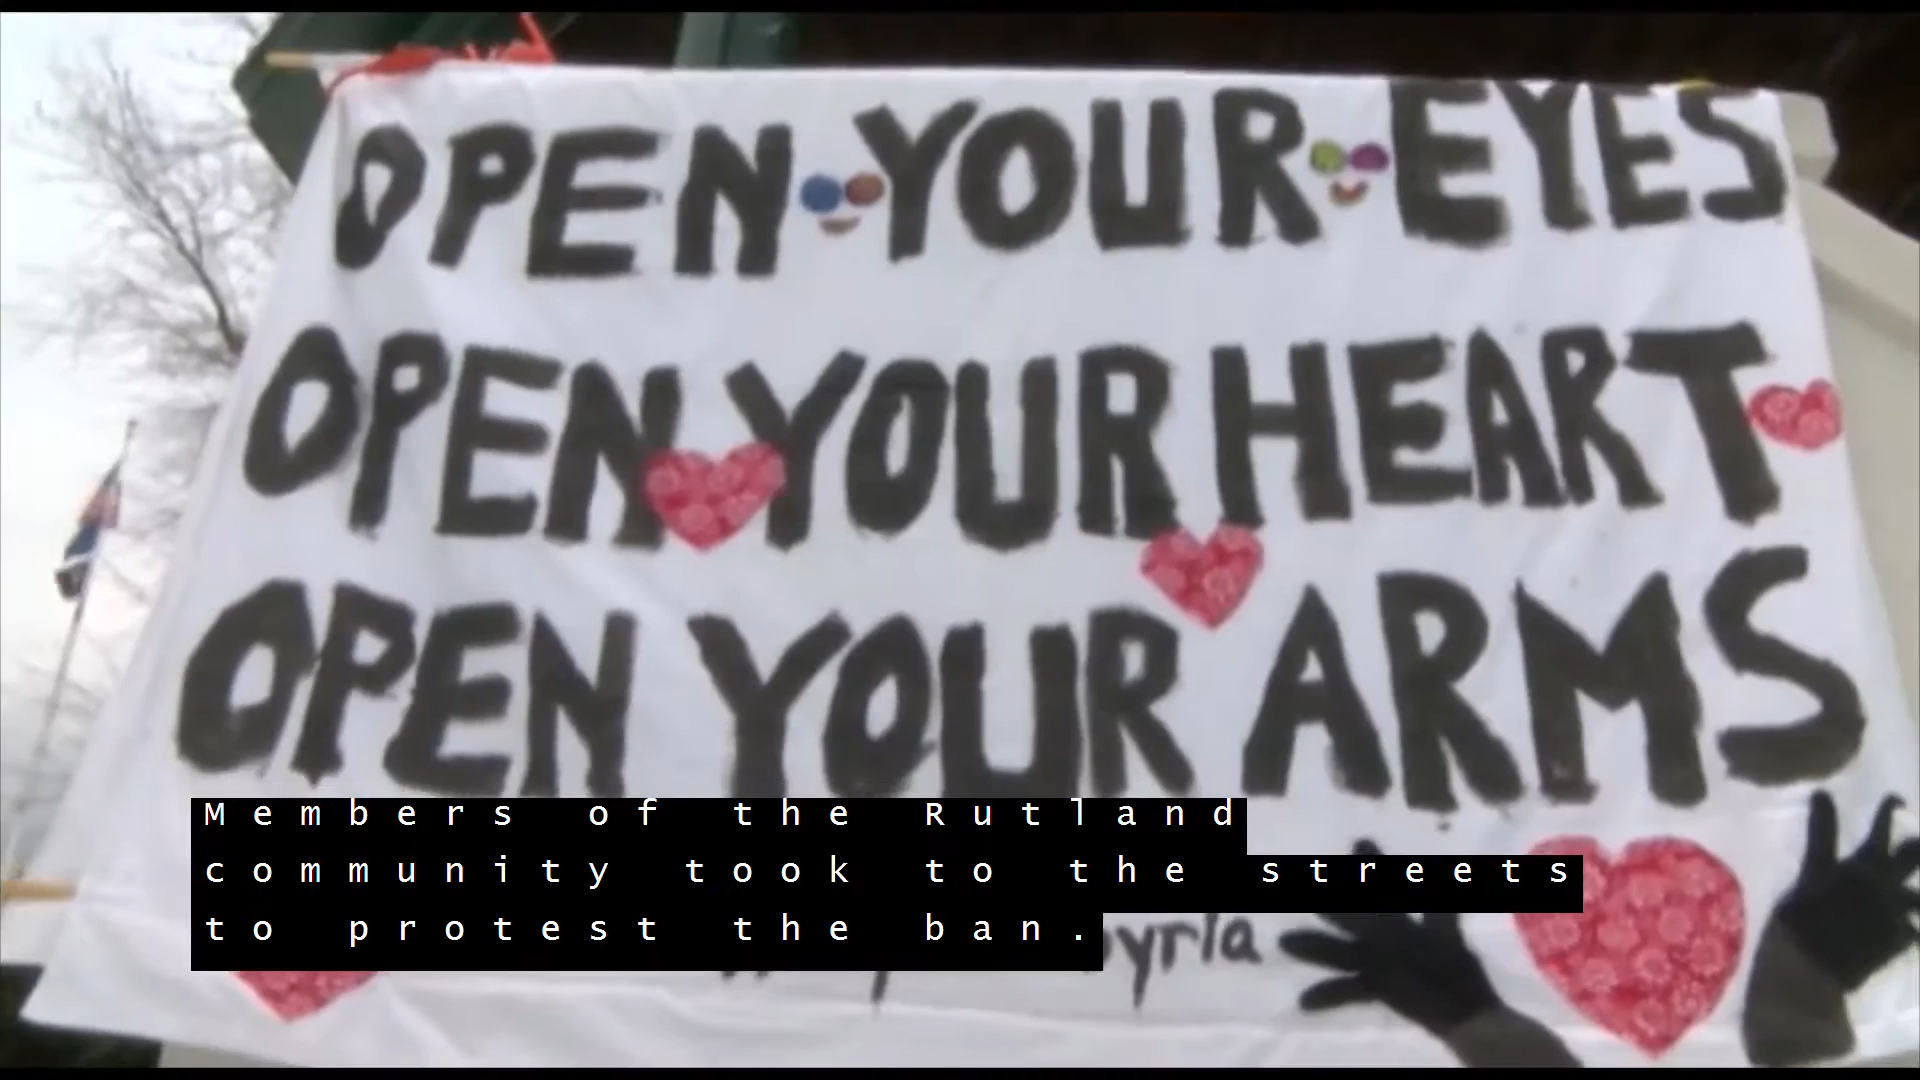 OPEN YOUR EYES
OPEN YOUR HEART
OPEN YOUR ARMS
Members of the Rutland
community took to the streets
to protest the ban.